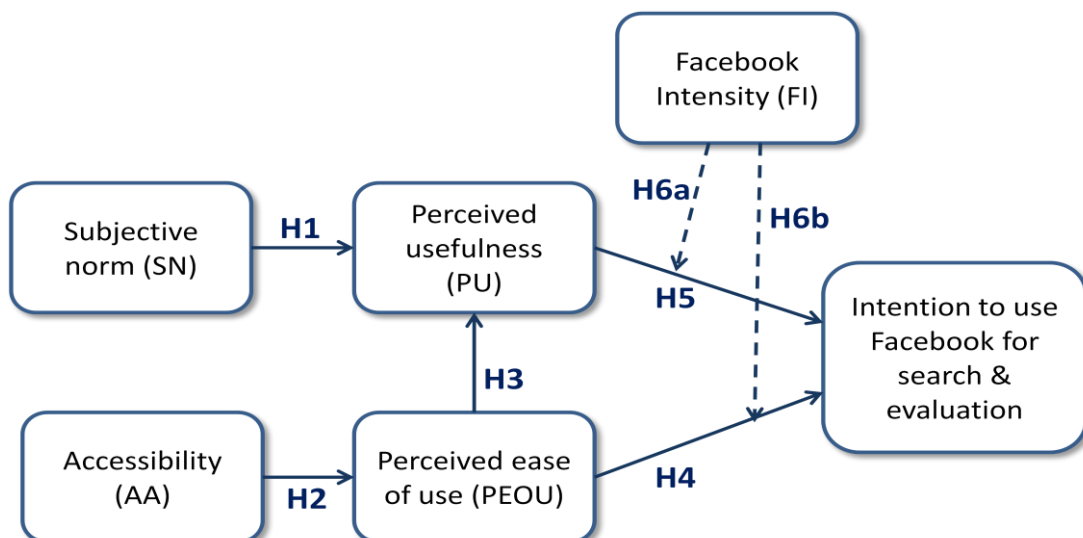 Facebook
Intensity (FI)
H6a
H6b
Subjective
norm (SN)
H1
Perceived
usefulness
(PU)
H5
Intention to use
Facebook for
search &
evaluation
H3
Accessibility
(AA)
H2
Perceived ease
of use (PEOU)
H4